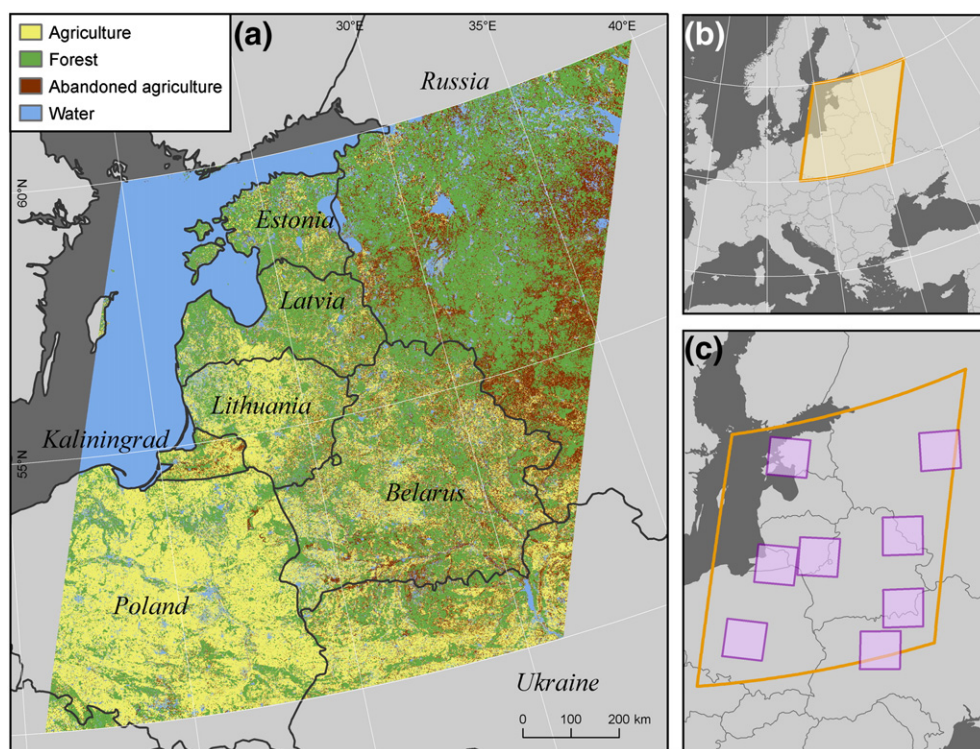 Agriculture
Forest
Abandoned agriculture
Water
(a)
30°E
35°E
40°E
60°N
55°N
Russia
Estonia
Latvia
Lithuania
Kaliningrad
Belarus
Poland
Ukraine
0 100 200 km
(b)
(c)